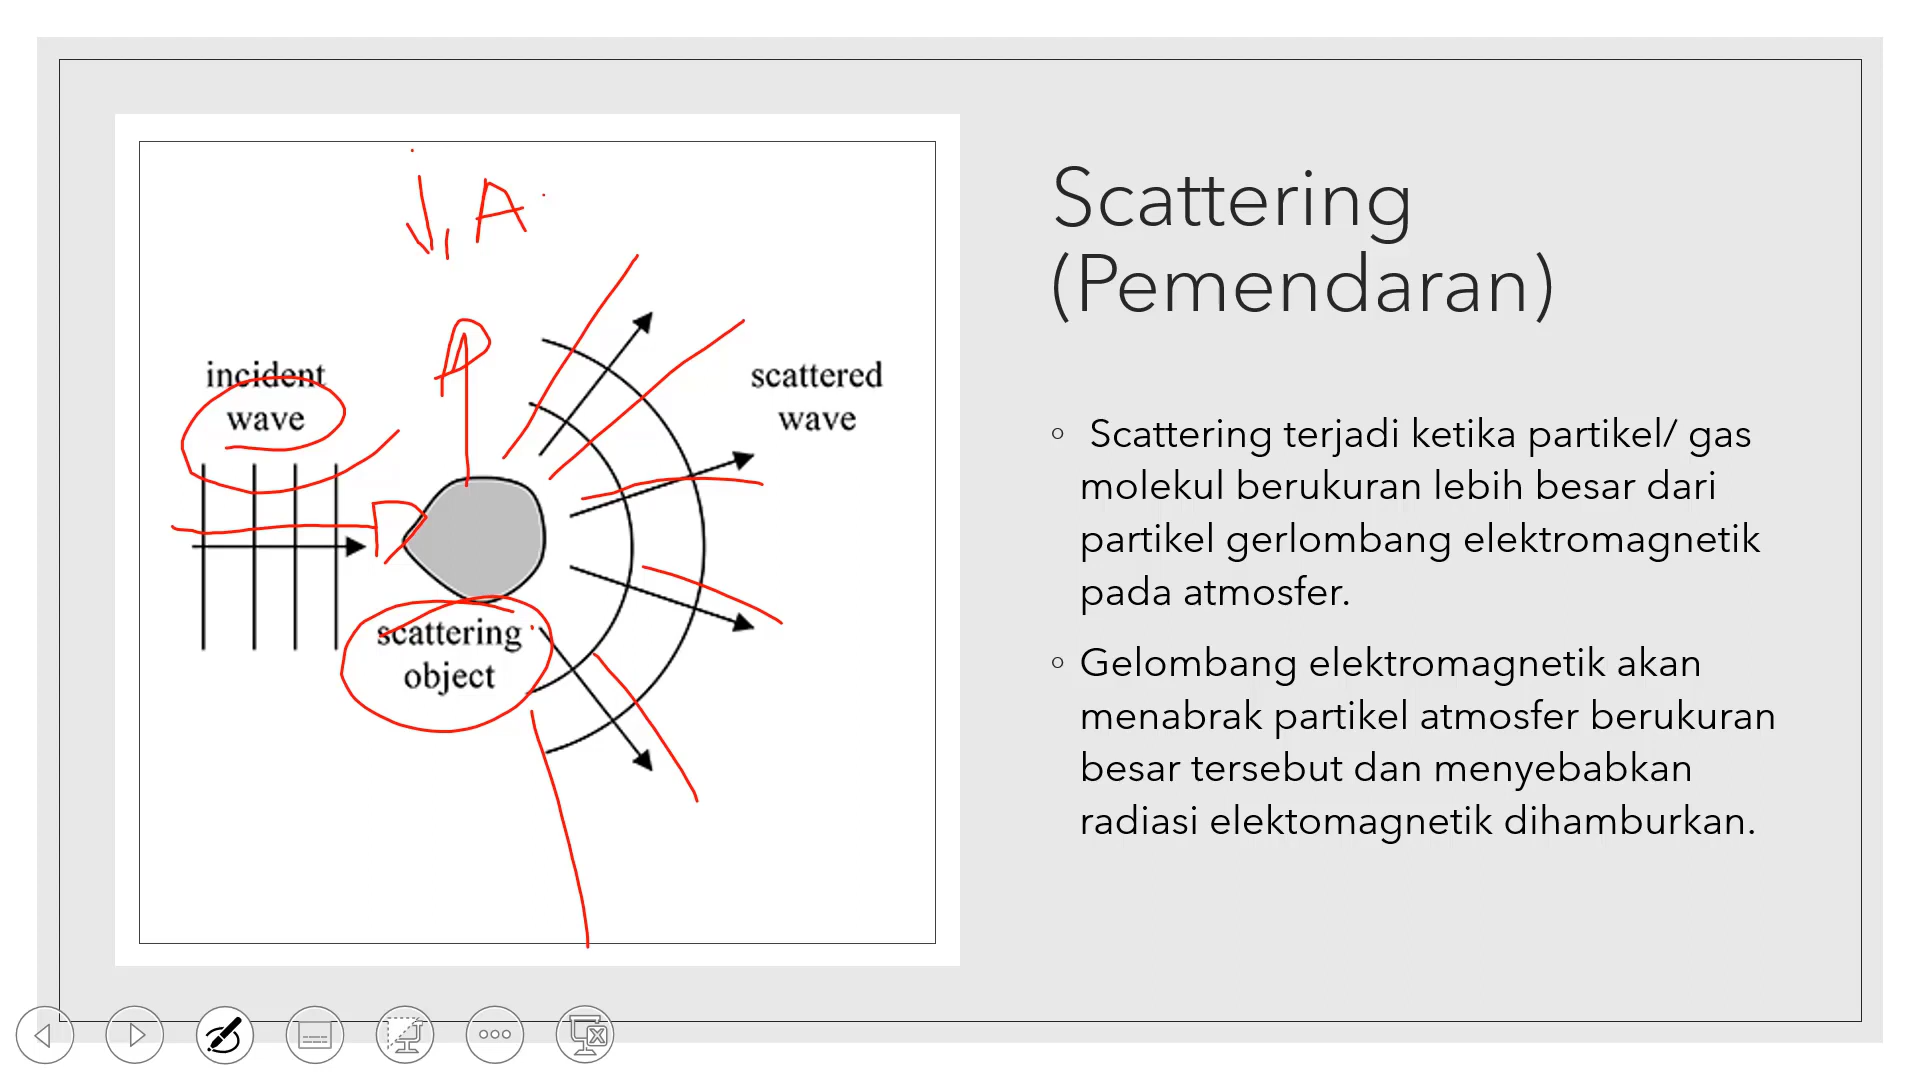 Scattering
(Pemendaran)
A
incident
wave
scattered
wave
scattering
object
Scattering terjadi ketika partikel/ gas
molekul berukuran lebih besar dari
partikel gerlombang elektromagnetik
pada atmosfer.
Gelombang elektromagnetik akan
menabrak partikel atmosfer berukuran
besar tersebut dan menyebabkan
radiasi elektomagnetik dihamburkan.